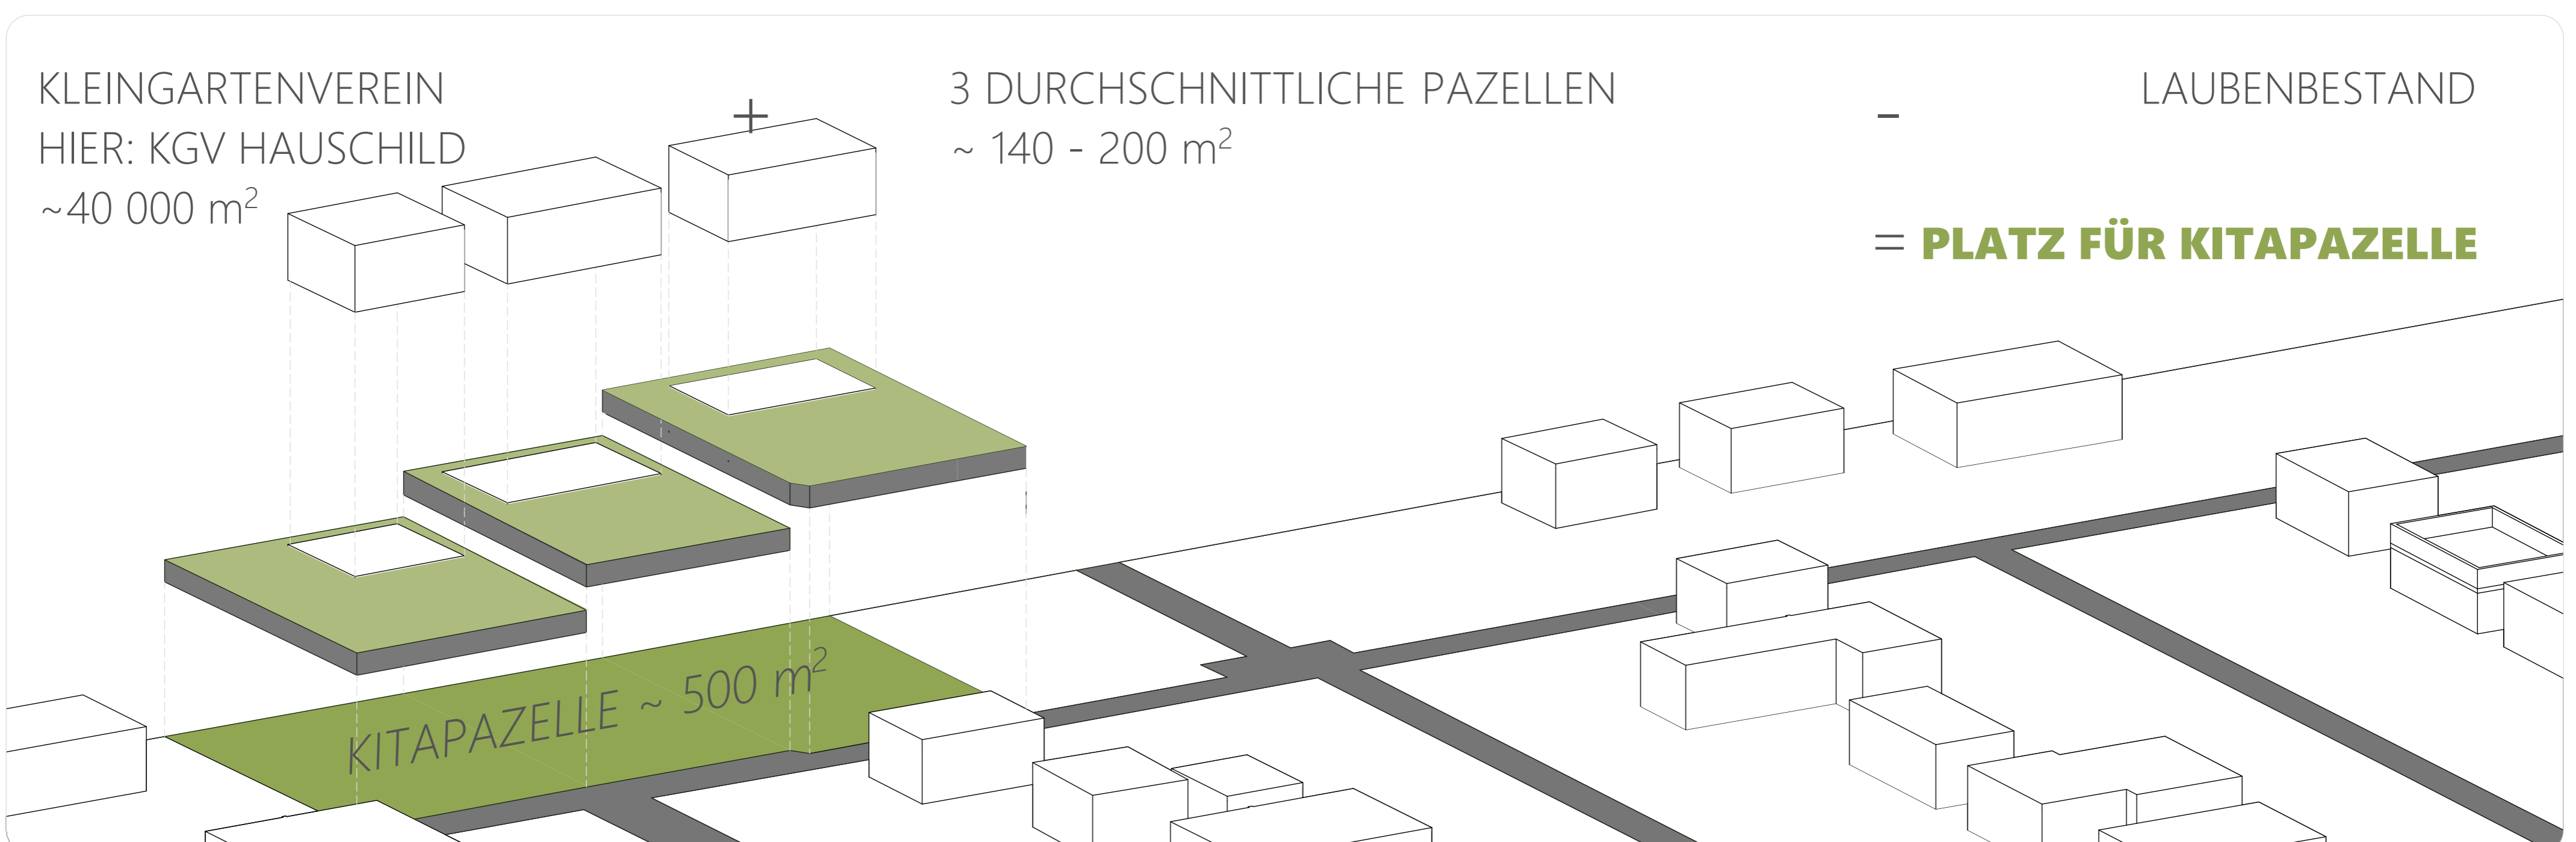 KLEINGARTENVEREIN
HIER: KGV HAUSCHILD
~40 000 m²
+
3 DURCHSCHNITTLICHE PAZELLEN
~ 140 - 200 m²
-
LAUBENBESTAND
= PLATZ FÜR KITAPAZELLE
KITAPAZELLE ~ 500 m²